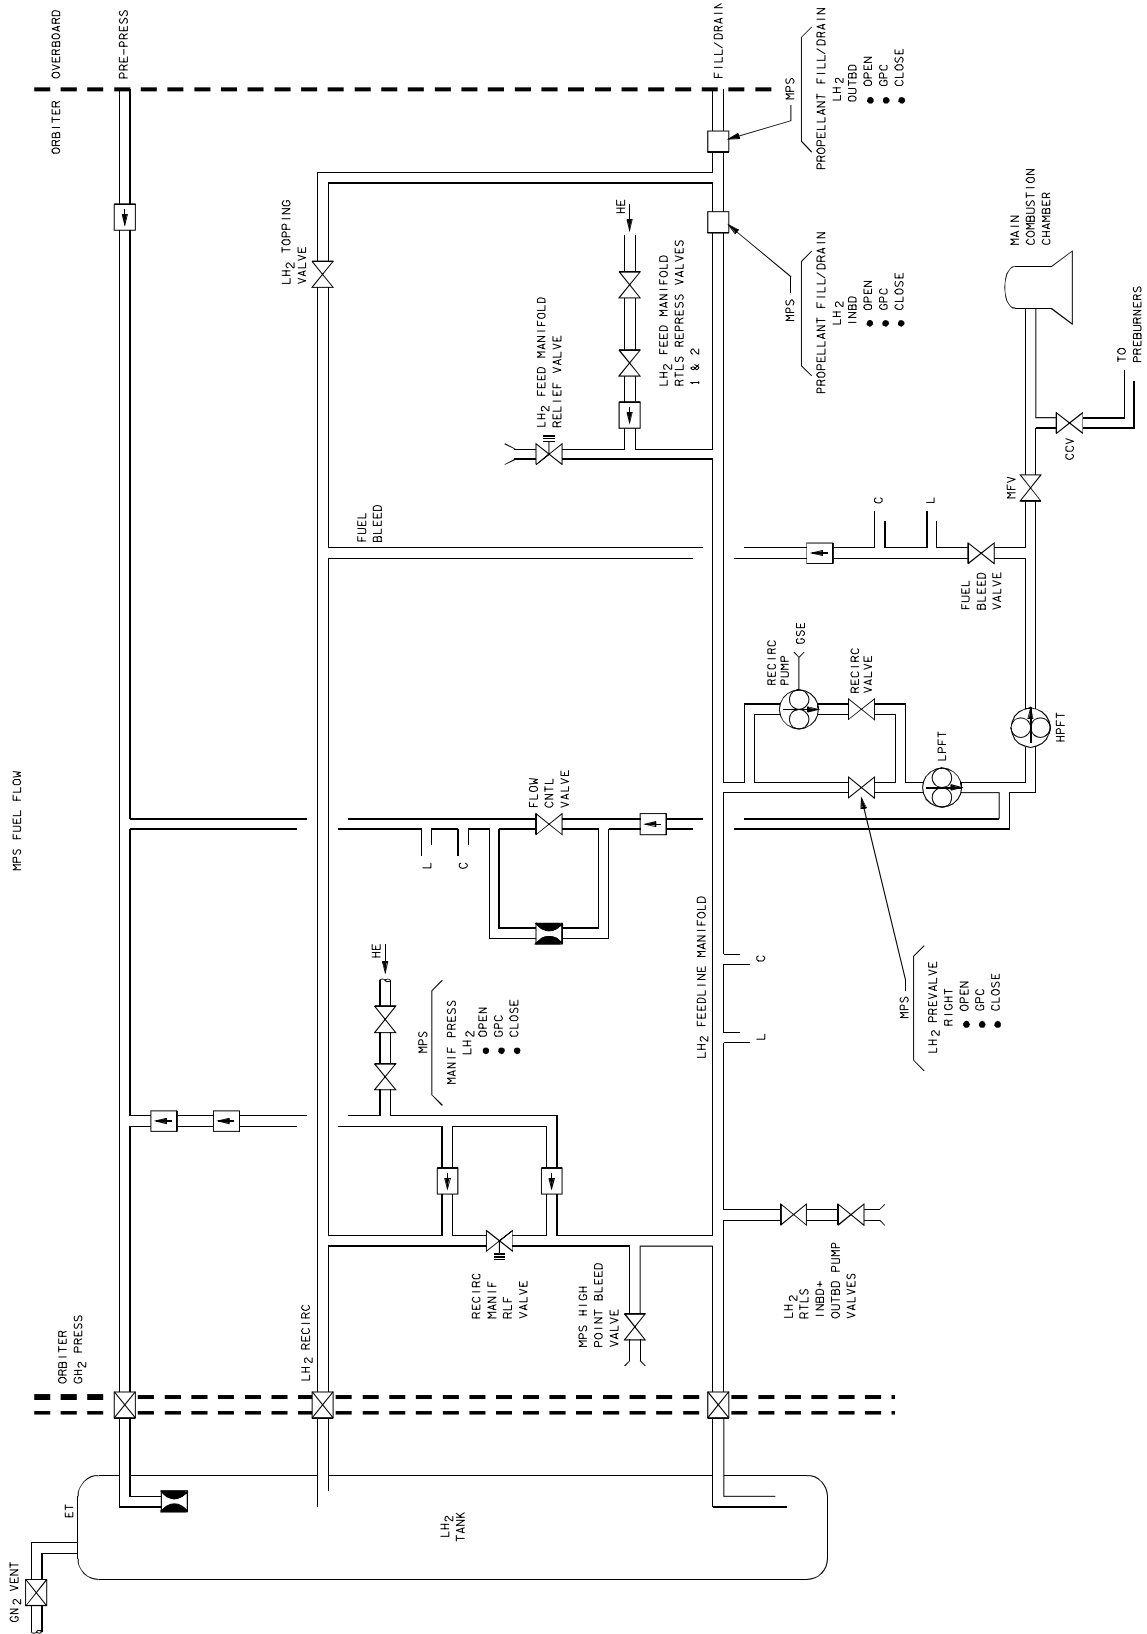 MPS FUEL FLOW
GN2 VENT
ET
LH2
TANK
ORBITER
GH2 PRESS
LH2 RECIRC
RECIRC
MANIF
RLF
VALVE
MPS HIGH
POINT BLEED
VALVE
LH2
RTLS
INBD+
OUTBD PUMP
VALVES
HE
MPS
MANIF PRESS
LH2
● OPEN
● GPC
● CLOSE
L
C
FLOW
CNTL
VALVE
LH2 FEEDLINE MANIFOLD
L
C
MPS
LH2 PREVALVE
RIGHT
● OPEN
● GPC
● CLOSE
RECIRC
PUMP
GSE
RECIRC
VALVE
LPFT
HPFT
FUEL
BLEED
FUEL
BLEED
VALVE
C
L
MFV
CCV
TO
PREBURNERS
MAIN
COMBUSTION
CHAMBER
LH2 FEED MANIFOLD
RELIEF VALVE
HE
LH2 FEED MANIFOLD
RTLS REPRESS VALVES
1 & 2
LH2 TOPPING
VALVE
MPS
PROPELLANT FILL/DRAIN
LH2
INBD
● OPEN
● GPC
● CLOSE
MPS
PROPELLANT FILL/DRAIN
LH2
OUTBD
● OPEN
● GPC
● CLOSE
ORBITER
OVERBOARD
PRE-PRESS
FILL/DRAIN